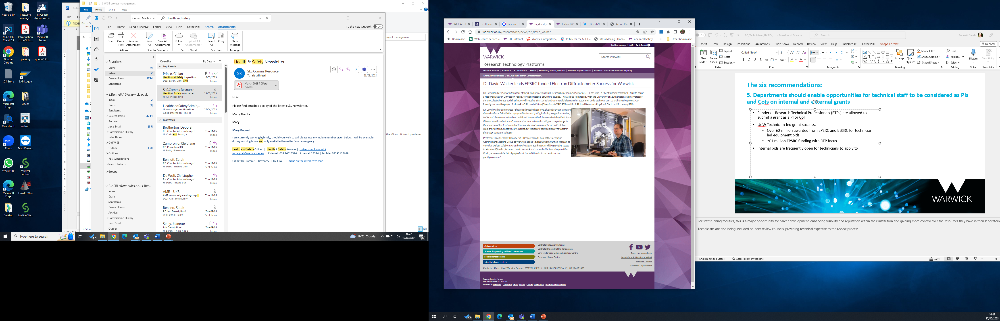 Recycle Bin
Password manager
MiCollab Audio, Web...
MiCollab Client 7.3
Introduction to the Scho...
Microsoft Teams
Google Chrome
parking
quote2193...
.DS_Store
SAP Logon
Microsoft Edge
videos
QuickLook
website
Zoom
TeamViewe...
WhatsApp
Mersive Solstice
Microsoft Edge
FlowJo-Wi...
Desktop
SolsticeClie...
WISB project management
File Home Share View
Current Mailbox
health and safety
File Home Send / Receive Folder View Help Kofax PDF Search Attachments
Try the new Outlook Off
Open Quick Print Remove Attachment Save As Save All Attachments Upload Upload All Attachments Select All Copy Show Message
Actions Save to Computer Save to Cloud Selection Message
Favorites
Drafts [9]
Inbox 2
Deleted Items 3714
Sent Items
S.Bennett.1@warwick.ac.uk
Inbox 2
Drafts [9]
Sent Items
Deleted Items 3714
Archive
Junk Email [35]
Conversation History
Jules Thorn
Old WISB
Outbox [18]
Outlook
RSS Subscriptions
Search Folders
Groups
BioSRLs@warwick.ac.uk Res...
Inbox
Drafts
Sent Items
Deleted Items
Archive
Conversation History
Junk Email
Outbox
27 item
Results By Date
Top Results
Prince, Gillian
Health and Safety Inspection 16/03/2023
Dear Sarah, Chris and Inbox
SLS.Comms Resource
Health & Safety Newsletter 23/03/2023
Hi All Please find Inbox
HealthandSafetyAdmin,...
Line manager confirmation 27/04/2023
Good afternoon, This is Inbox
Last Week
Brotherton, Deborah
Re: Chat for idea exchange! Thu 11/05
Hi Chris and Sarah, a Inbox
Zampronio, Cleidiane
RE: Procedural RAs Thu 11/05
Hi Both, Please see Inbox
Bennett, Sarah
RE: Chat for idea exchange! Thu 11/05
Hi Debs, Thanks Chris – Sent Items
De Wolf, Christopher
Re: Chat for idea exchange! Thu 11/05
Hi Debs, I hope our Inbox
AMR - UKRI
AMR community meeting: regi... Thu 11/05
Dear AMR community Inbox
Bennett, Sarah
RE: Job Description! Tue 09/05
Well done! I also Sent Items
Selby, Jeanette
Job Description! Tue 09/05
Hi Sarah, I have had a Inbox
Health & Safety Newsletter
SR
SLS.Comms Resource
To sls_alllifesci
23/03/2023
March 2023 PDF.pdf
276 KB
Hi All
Please find attached a copy of the latest H&S Newsletter.
Many Thanks
Mary
Mary Bagnall
I am currently working hybridly, should you wish to call please use my mobile number given below. I will be available
during working hours and only available thereafter in an emergency.
Health and Safety Officer | Health & Safety Services | University of Warwick
m.bagnall@warwick.ac.uk | External: 024 76523576 | Internal: 23576 | Mobile: 07392125628
Gibbet Hill Campus | Coventry | CV4 7AL | Find us on the interactive map
project management
the Microsoft Word previewer.
Type here to search
16°C Cloudy
16:47
17/05/2023
WIHEA Fel Healthcare Research I dr_david_w Technet@ (1) TechNe Action Pla
warwick.ac.uk/research/rtp/news/dr_david_walker
Bookmarks WebGroups service,... SRL intranet Warwick Integrative... PPMS for the SRL F... Mass Mailing : Hom... Chemical Safety » Other bookmarks
Cookie preferences | Notify | Sarah Bennett
WARWICK
Search Warwick
Research Technology Platforms
Health & Safety RTP Tours RTP brochure News Frequently Asked Questions Research Impact Services Technical Director of Research Computing
Dr David Walker leads EPSRC funded Electron Diffractometer...
Dr David Walker leads EPSRC funded Electron Diffractometer Success for Warwick
Dr David Walker, Platform Manager of the X-ray Diffraction (XRD) Research Technology Platform (RTP), has won £1.5M of funding from the EPSRC to house
a National Electron Diffraction Facility for Nanomaterial Structural studies. This will be a joint facility with the University of Southampton (led by Professor
Simon Coles) whereby each institution will receive a first of its kind commercial electron diffractometer and a technical post to facilitate the project. Co-
investigators on the project include Prof. Richard Walton (Chemistry & XRD RTP) and Prof Richard Beanland (Physics & Electron Microscopy RTP).
Dr David Walker commented "Electron Diffraction is set to revolutionise crystal structure
determination in fields limited by crystallite size and quality, including inorganic materials,
MOFs and pharmaceuticals where traditional X-ray methods have reached their limit. From
this new wealth and volume of accurate structural information will give a step-change in
the science enabled. It is hoped that this dual site, dual instrument facility will catalyse
rapid growth in this area for the UK, placing it in the leading position globally for electron
diffraction structural solution."
Professor David Leadley, Deputy PVC (Research) and Chair of the Technician
Commitment Steering Group at Warwick, added "It is fantastic that David, the team at
Warwick, and our collaborators at the University of Southampton will be providing access
to electron diffraction for researchers in Warwick and across the UK. I am also proud that
David, as a research technical professional, has led Warwick to success in such as
prestigious award"
Arts centres
Science, Engineering and Medicine centres
Social Sciences centres
Interdisciplinary centres
Centre for Television Histories
Centre for the Study of the Renaissance
Early Modern and Eighteenth Century Centre
European History Centre
Search for an academic
Search for a Publication in WRAP
Research Centres
Academic Departments
Contact us: University of Warwick, Coventry CV4 7AL, UK Tel: +44(0)24 7652 3523 Fax: +44 (0)24 7646 1606
Page contact: Ian Hancox
Last revised: Mon 10 Oct 2022
Powered by Sitebuilder © MMXXIII Terms Privacy Cookies Accessibility Modern Slavery Statement
Off RC_Technicians_UKRIO_... • Saved to H: Drive Search Bennett, Sarah
Insert Draw Design Transitions Animations Slide Show Record Review View Help EndNote X9 Kofax PDF Shape Format Record
New Slide Reuse Slides Layout Reset Section Calibri (Body) 12 Arrange Quick Styles Shape Fill Shape Outline Shape Effects Find Replace Select Dictate Sensitivity
Slides Font Paragraph Drawing Editing Voice Sensitivity
The six recommendations:
5. Departments should enable opportunities for technical staff to be considered as PIs
and CoIs on internal and external grants
• Funders – Research Technical Professionals (RTPs) are allowed to
submit a grant as a PI or CoI
• UoW Technician-led grant success:
• Over £2 million awarded from EPSRC and BBSRC for technician-
led equipment bids
• ~£1 million EPSRC funding with RTP focus
• Internal bids are frequently open for technicians to apply to
WARWICK
For staff running facilities, this is a major opportunity for career development, enhancing visibility and reputation within their institution and gaining more control over the resources they have in their laboratorie
Technicians are also being included on peer review councils, providing technical expertise to the review process
English (United States) Accessibility: Investigate Notes
16:47
17/05/2023